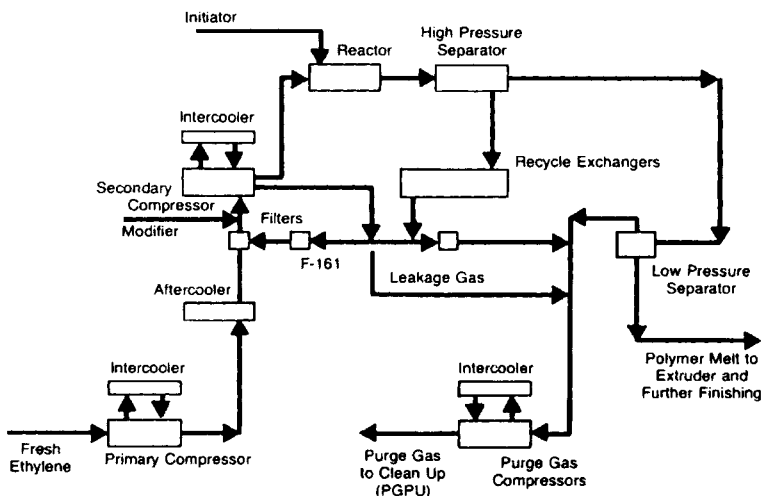 Initiator
Reactor
High Pressure
Separator
Intercooler
Recycle Exchangers
Secondary
Compressor
Modifier
Filters
F-161
Leakage Gas
Low Pressure
Separator
Aftercooler
Polymer Melt to
Extruder and
Further Finishing
Intercooler
Intercooler
Fresh
Ethylene
Primary Compressor
Purge Gas
to Clean Up
(PGPU)
Purge Gas
Compressors